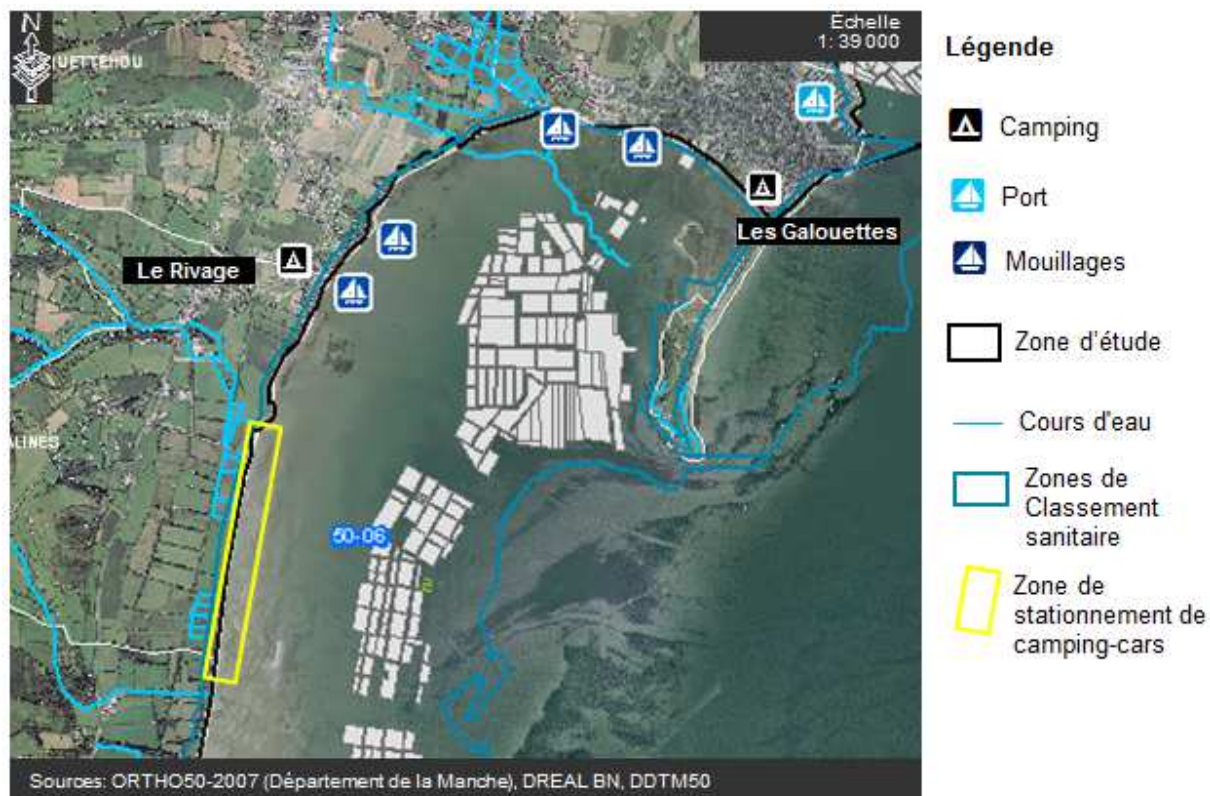 N
Echelle
1: 39 000
UETTEHOU
Le Rivage
Les Galouettes
ALINES
50-06
Sources: ORTHO50-2007 (Département de la Manche), DREAL BN, DDTM50
Légende
Camping
Port
Mouillages
Zone d'étude
Cours d'eau
Zones de
Classement
sanitaire
Zone de
stationnement de
camping-cars